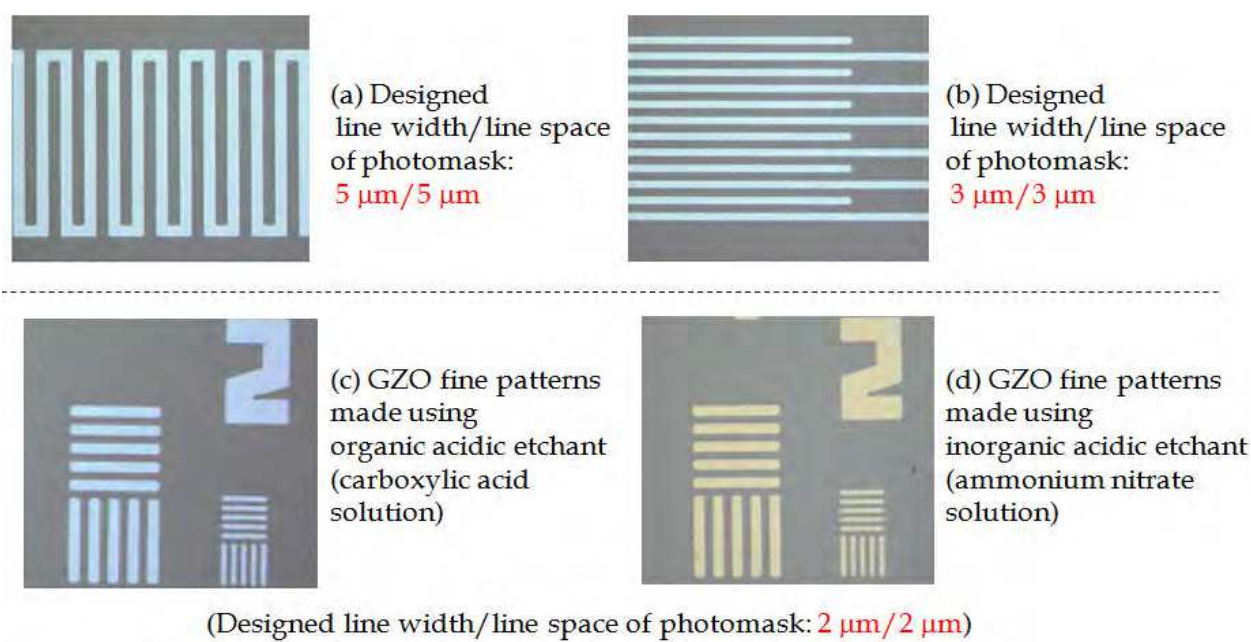 (a) Designed
line width/line space
of photomask:
5 μm/5 μm
(b) Designed
line width/line space
of photomask:
3 μm/3 μm
(c) GZO fine patterns
made using
organic acidic etchant
(carboxylic acid
solution)
(d) GZO fine patterns
made using
inorganic acidic etchant
(ammonium nitrate
solution)
(Designed line width/line space of photomask: 2 μm/2 μm)